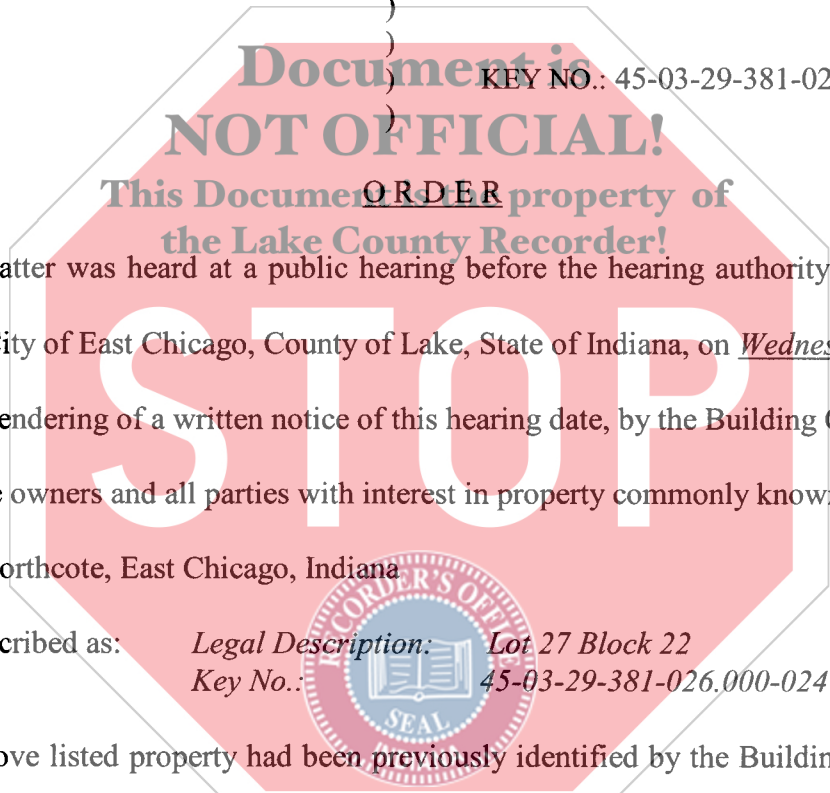 )
Document is
)
) KEY NO.: 45-03-29-381-02
NOT OFFICIAL!
)
ORDER
This Document is the property of
the Lake County Recorder!
atter was heard at a public hearing before the hearing authority
City of East Chicago, County of Lake, State of Indiana, on Wednes
endering of a written notice of this hearing date, by the Building
e owners and all parties with interest in property commonly know
orthcote, East Chicago, Indiana
STOP
cribed as: Legal Description: Lot 27 Block 22
Key No.: 45-03-29-381-026.000-024
RECORDER'S OFFICE
SEAL
ove listed property had been previously identified by the Buildin